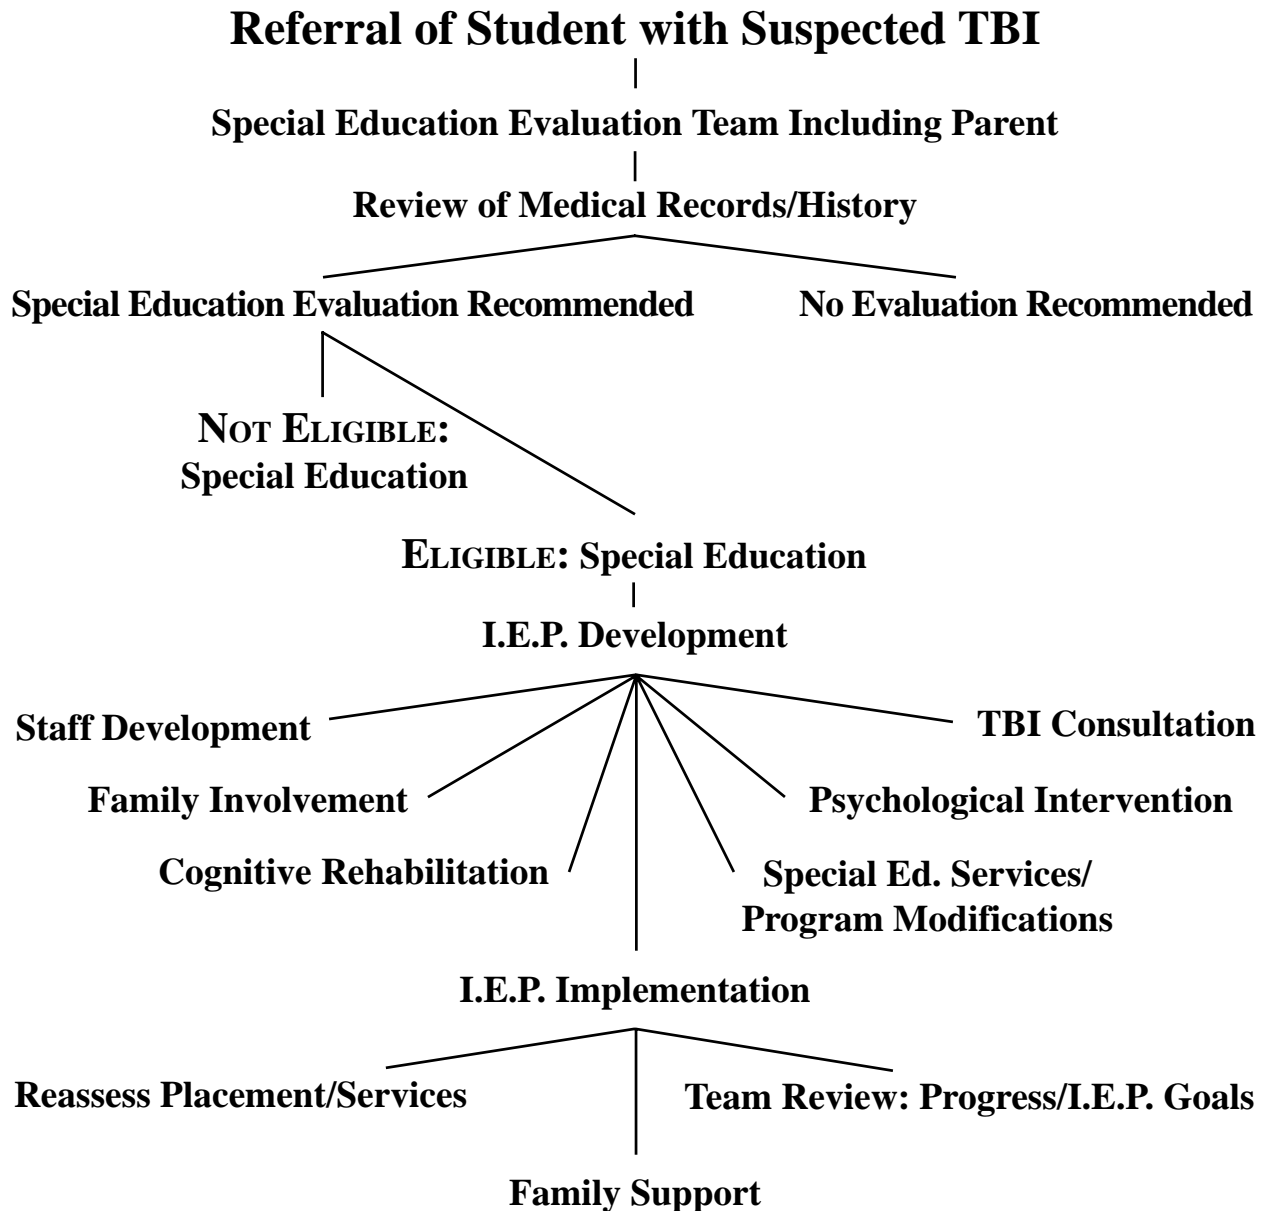 Referral of Student with Suspected TBI
Special Education Evaluation Team Including Parent
Review of Medical Records/History
Special Education Evaluation Recommended
No Evaluation Recommended
NOT ELIGIBLE:
Special Education
ELIGIBLE: Special Education
I.E.P. Development
Staff Development
TBI Consultation
Family Involvement
Psychological Intervention
Cognitive Rehabilitation
Special Ed. Services/
Program Modifications
I.E.P. Implementation
Reassess Placement/Services
Team Review: Progress/I.E.P. Goals
Family Support